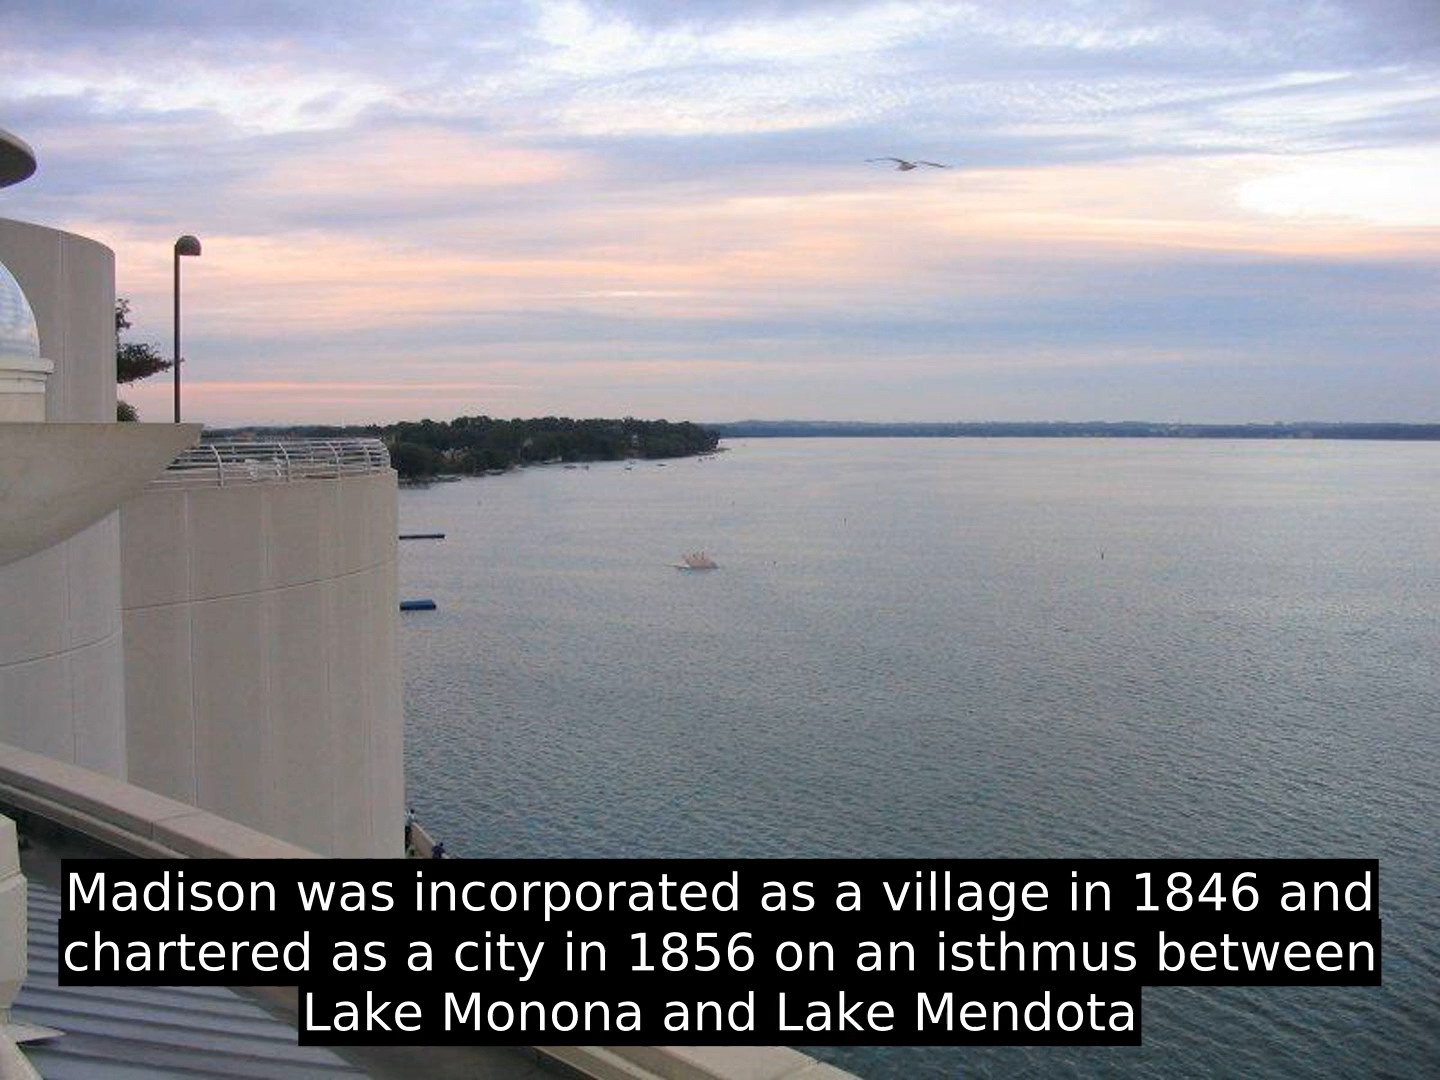 Madison was incorporated as a village in 1846 and
chartered as a city in 1856 on an isthmus between
Lake Monona and Lake Mendota